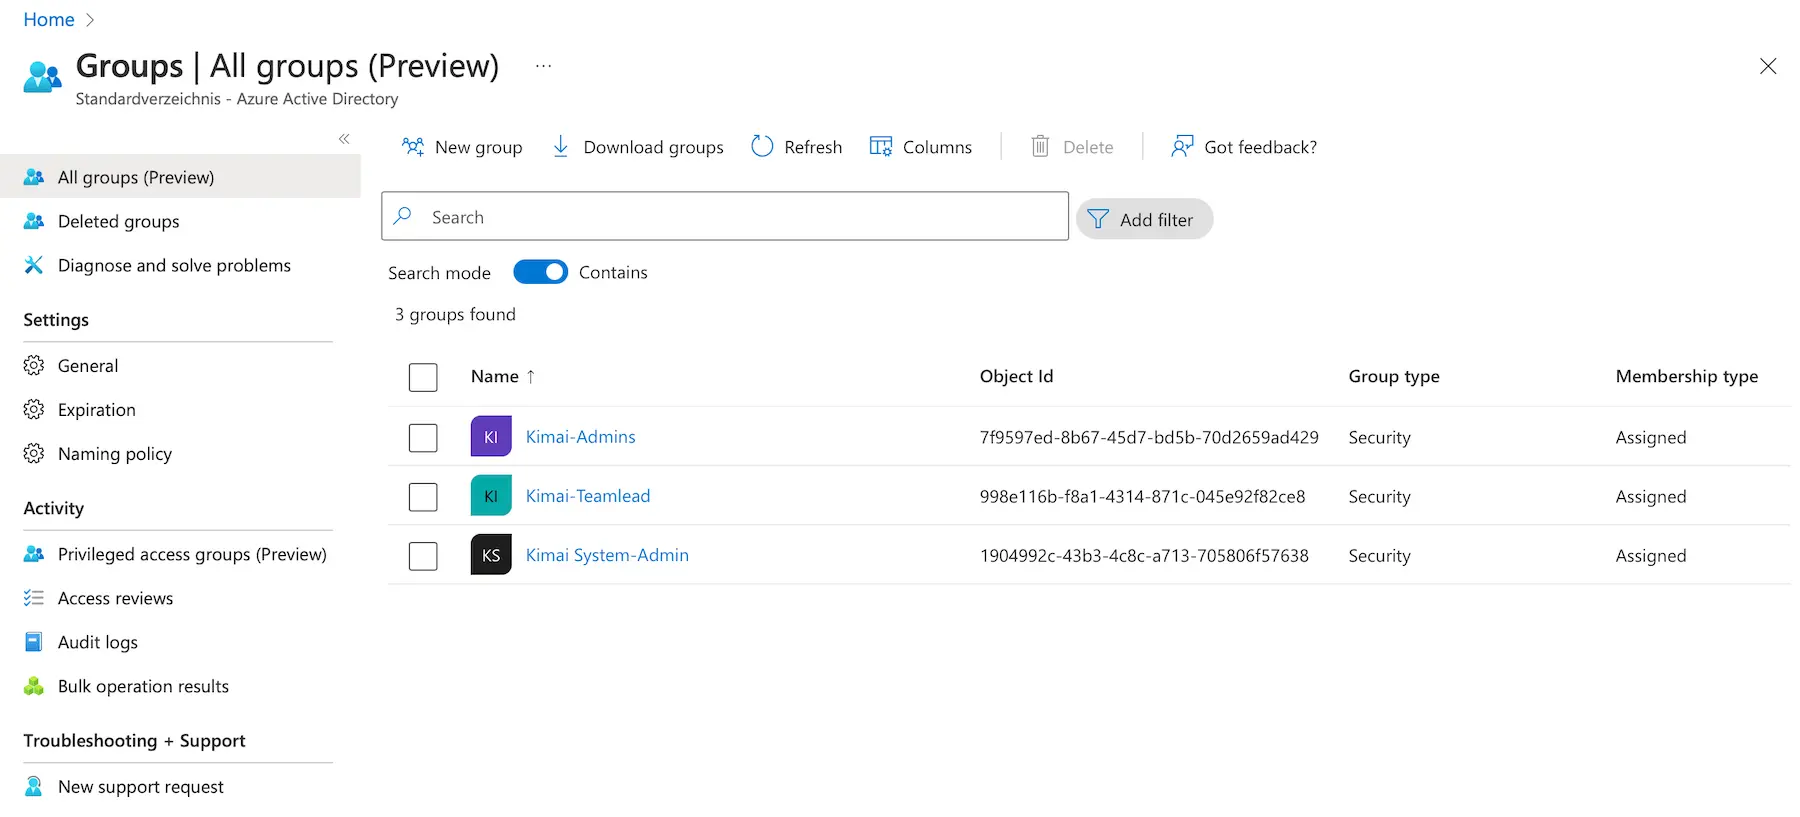 Home
Groups | All groups (Preview)
...
Standardverzeichnis - Azure Active Directory
All groups (Preview)
Deleted groups
Diagnose and solve problems
Settings
General
Expiration
Naming policy
Activity
Privileged access groups (Preview)
Access reviews
Audit logs
Bulk operation results
Troubleshooting + Support
New support request
New group Download groups Refresh Columns Delete Got feedback?
Search Add filter
Search mode Contains
3 groups found
Name ↑ Object Id Group type Membership type
KI Kimai-Admins 7f9597ed-8b67-45d7-bd5b-70d2659ad429 Security Assigned
KI Kimai-Teamlead 998e116b-f8a1-4314-871c-045e92f82ce8 Security Assigned
KS Kimai System-Admin 1904992c-43b3-4c8c-a713-705806f57638 Security Assigned